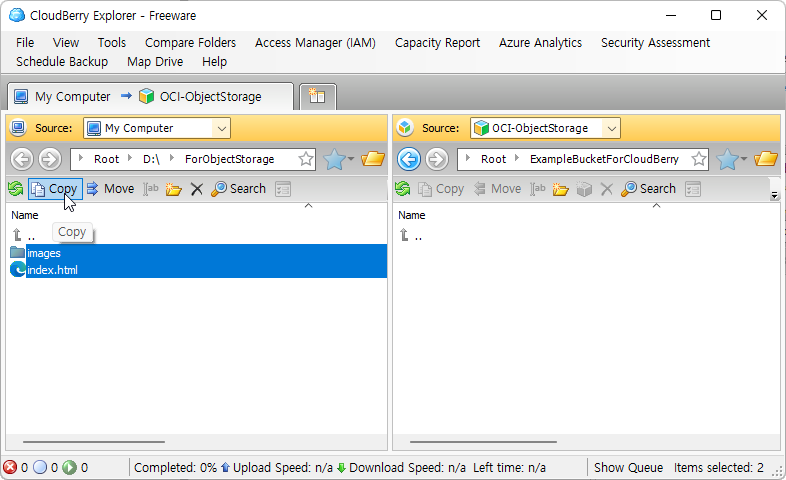 CloudBerry Explorer - Freeware
File View Tools Compare Folders Access Manager (IAM) Capacity Report Azure Analytics Security Assessment
Schedule Backup Map Drive Help
My Computer OCI-ObjectStorage
Source: My Computer
Root D:\ ForObjectStorage
Copy Move ab Search
Name
..
Copy
images
index.html
Source: OCI-ObjectStorage
Root ExampleBucketForCloudBerry
Copy Move ab Search
Name
..
0 0 0 Completed: 0% Upload Speed: n/a Download Speed: n/a Left time: n/a Show Queue Items selected: 2